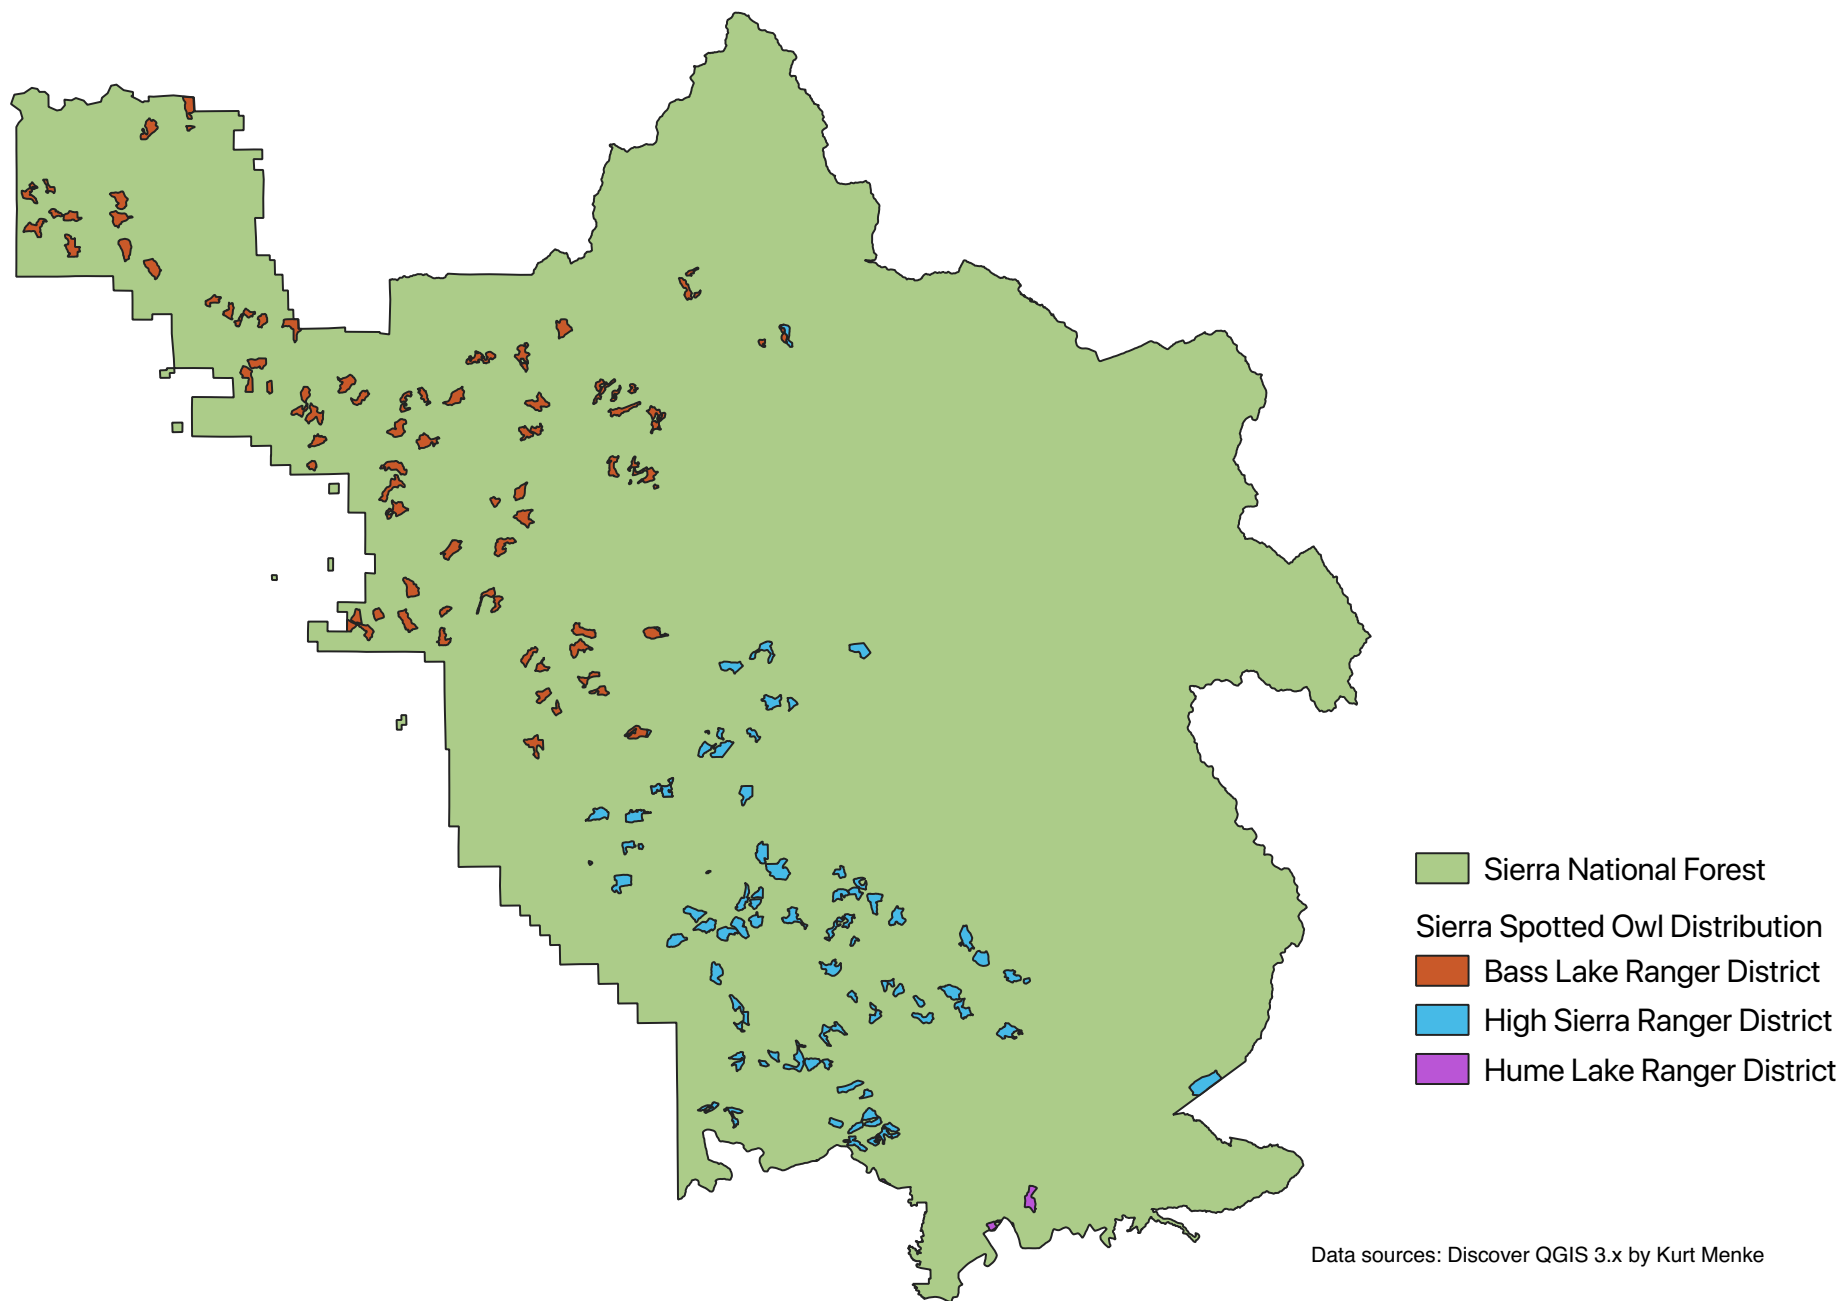 Sierra National Forest
Sierra Spotted Owl Distribution
Bass Lake Ranger District
High Sierra Ranger District
Hume Lake Ranger District
Data sources: Discover QGIS 3.x by Kurt Menke